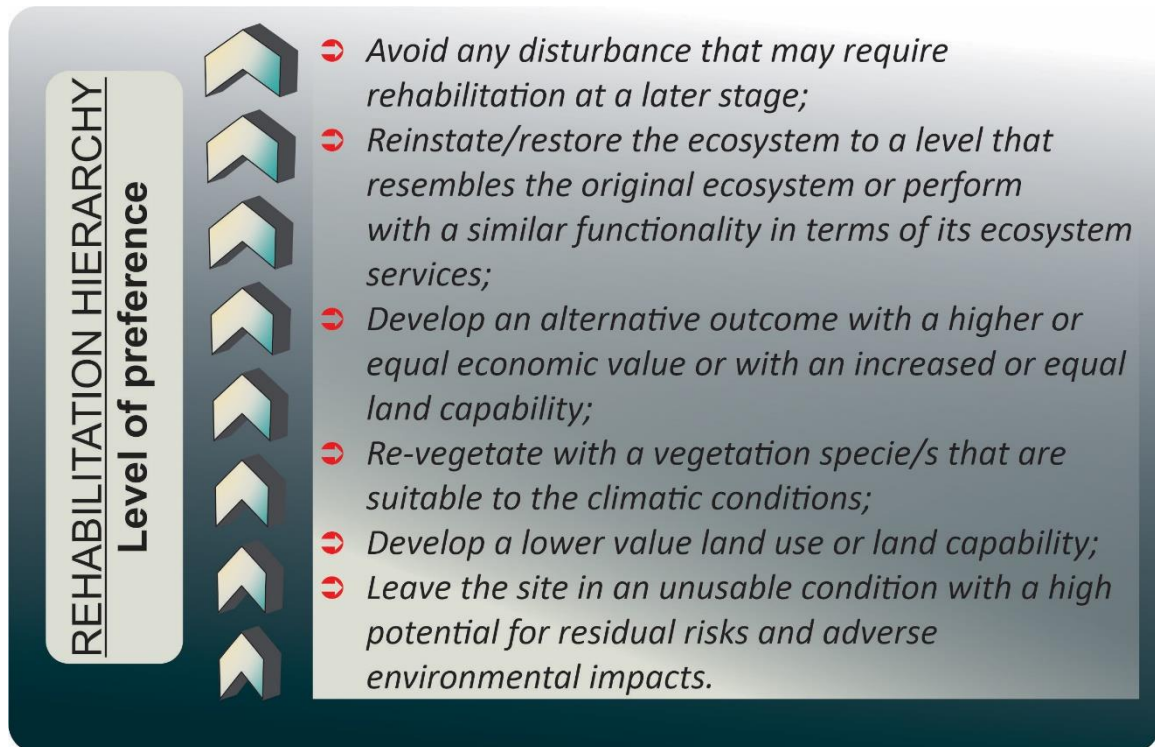 REHABILITATION HIERARCHY
Level of preference
➲ Avoid any disturbance that may require
rehabilitation at a later stage;
➲ Reinstate/restore the ecosystem to a level that
resembles the original ecosystem or perform
with a similar functionality in terms of its ecosystem
services;
➲ Develop an alternative outcome with a higher or
equal economic value or with an increased or equal
land capability;
➲ Re-vegetate with a vegetation specie/s that are
suitable to the climatic conditions;
➲ Develop a lower value land use or land capability;
➲ Leave the site in an unusable condition with a high
potential for residual risks and adverse
environmental impacts.